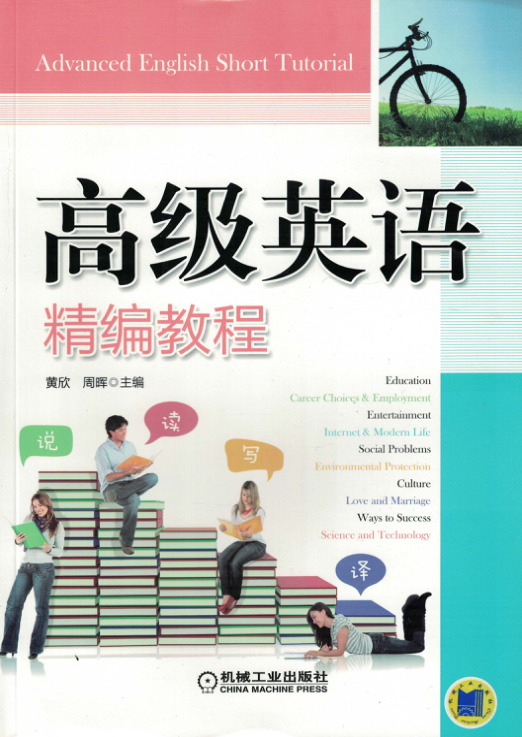 Advanced English Short Tutorial
高级英语
精编教程
黄欣 周晖◎主编
Education
Career Choices & Employment
Entertainment
Internet & Modern Life
Social Problems
Environmental Protection
Culture
Love and Marriage
Ways to Success
Science and Technology
说
读
写
译
机械工业出版社
CHINA MACHINE PRESS